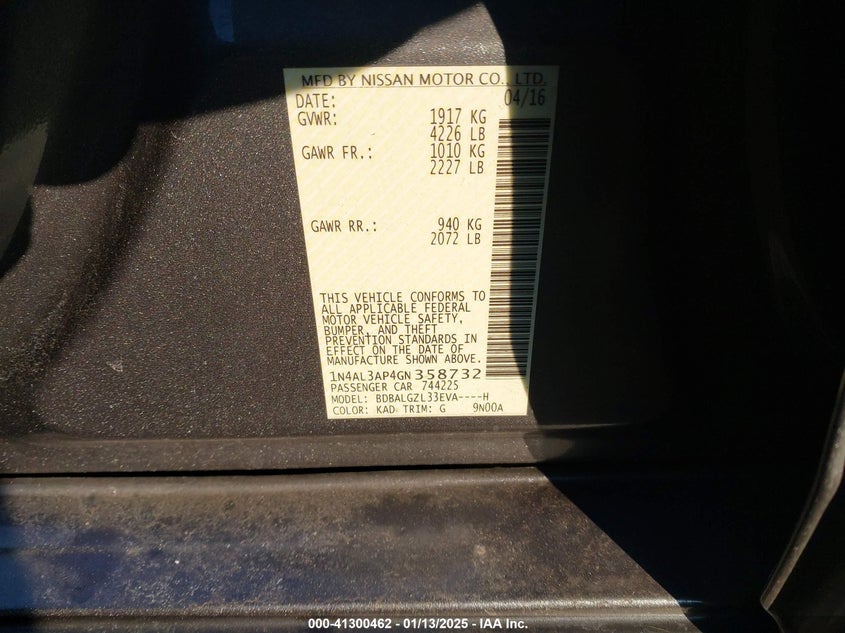 MFD BY NISSAN MOTOR CO., LTD.
DATE: 04/16
GVWR: 1917 KG
4226 LB
GAWR FR.: 1010 KG
2227 LB
GAWR RR.: 940 KG
2072 LB
THIS VEHICLE CONFORMS TO
ALL APPLICABLE FEDERAL
MOTOR VEHICLE SAFETY,
BUMPER, AND THEFT
PREVENTION STANDARDS IN
EFFECT ON THE DATE OF
MANUFACTURE SHOWN ABOVE.
1N4AL3AP4GN358732
PASSENGER CAR 744225
MODEL: BDBALGZL33EVA----H
COLOR: KAD TRIM: G 9N00A
000-41300462 - 01/13/2025 - IAA Inc.